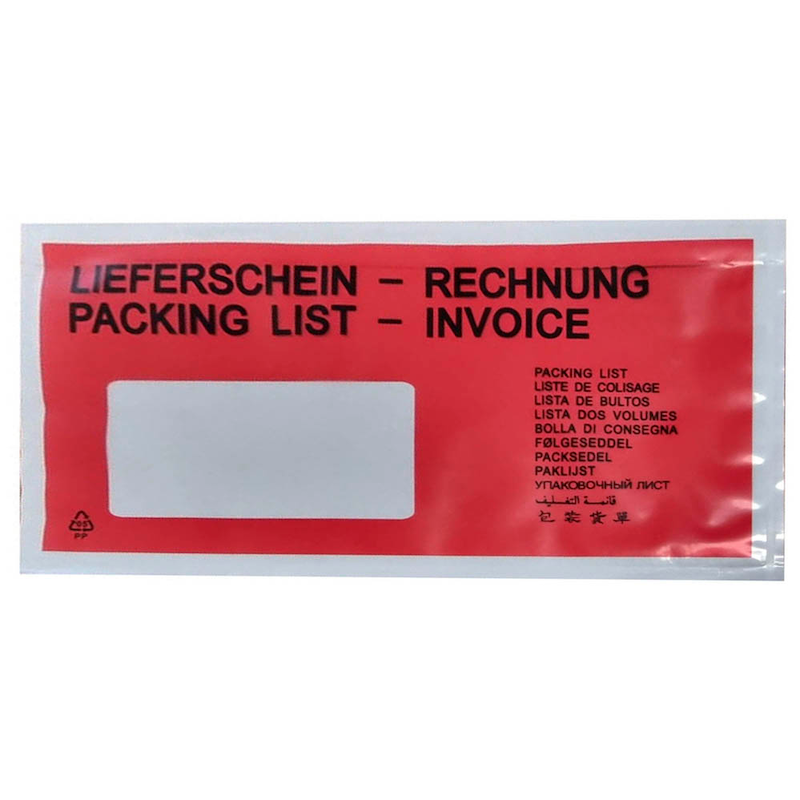 LIEFERSCHEIN – RECHNUNG
PACKING LIST – INVOICE
PACKING LIST
LISTE DE COLISAGE
LISTA DE BULTOS
LISTA DOS VOLUMES
BOLLA DI CONSEGNA
FØLGESEDDEL
PACKSEDEL
PAKLIJST
УПАКОВОЧНЫЙ ЛИСТ
قائمة التغليف
包裝貨單
05
PP